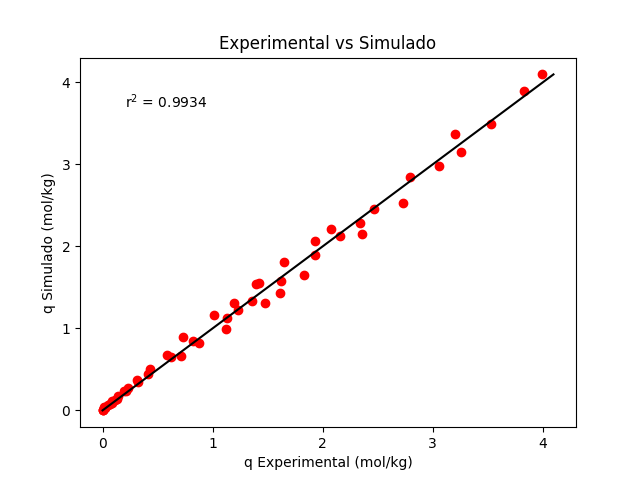 Experimental vs Simulado
r² = 0.9934
4
3
2
1
0
q Simulado (mol/kg)
0 1 2 3 4
q Experimental (mol/kg)